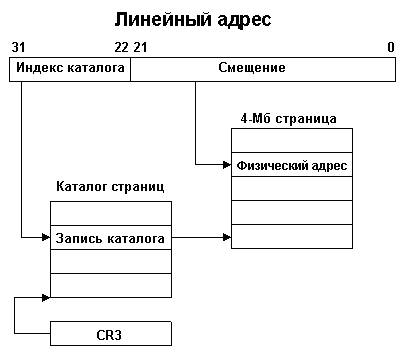 Линейный адрес
31 22 21 0
Индекс каталога Смещение
4-Мб страница
Физический адрес
Каталог страниц
Запись каталога
CR3